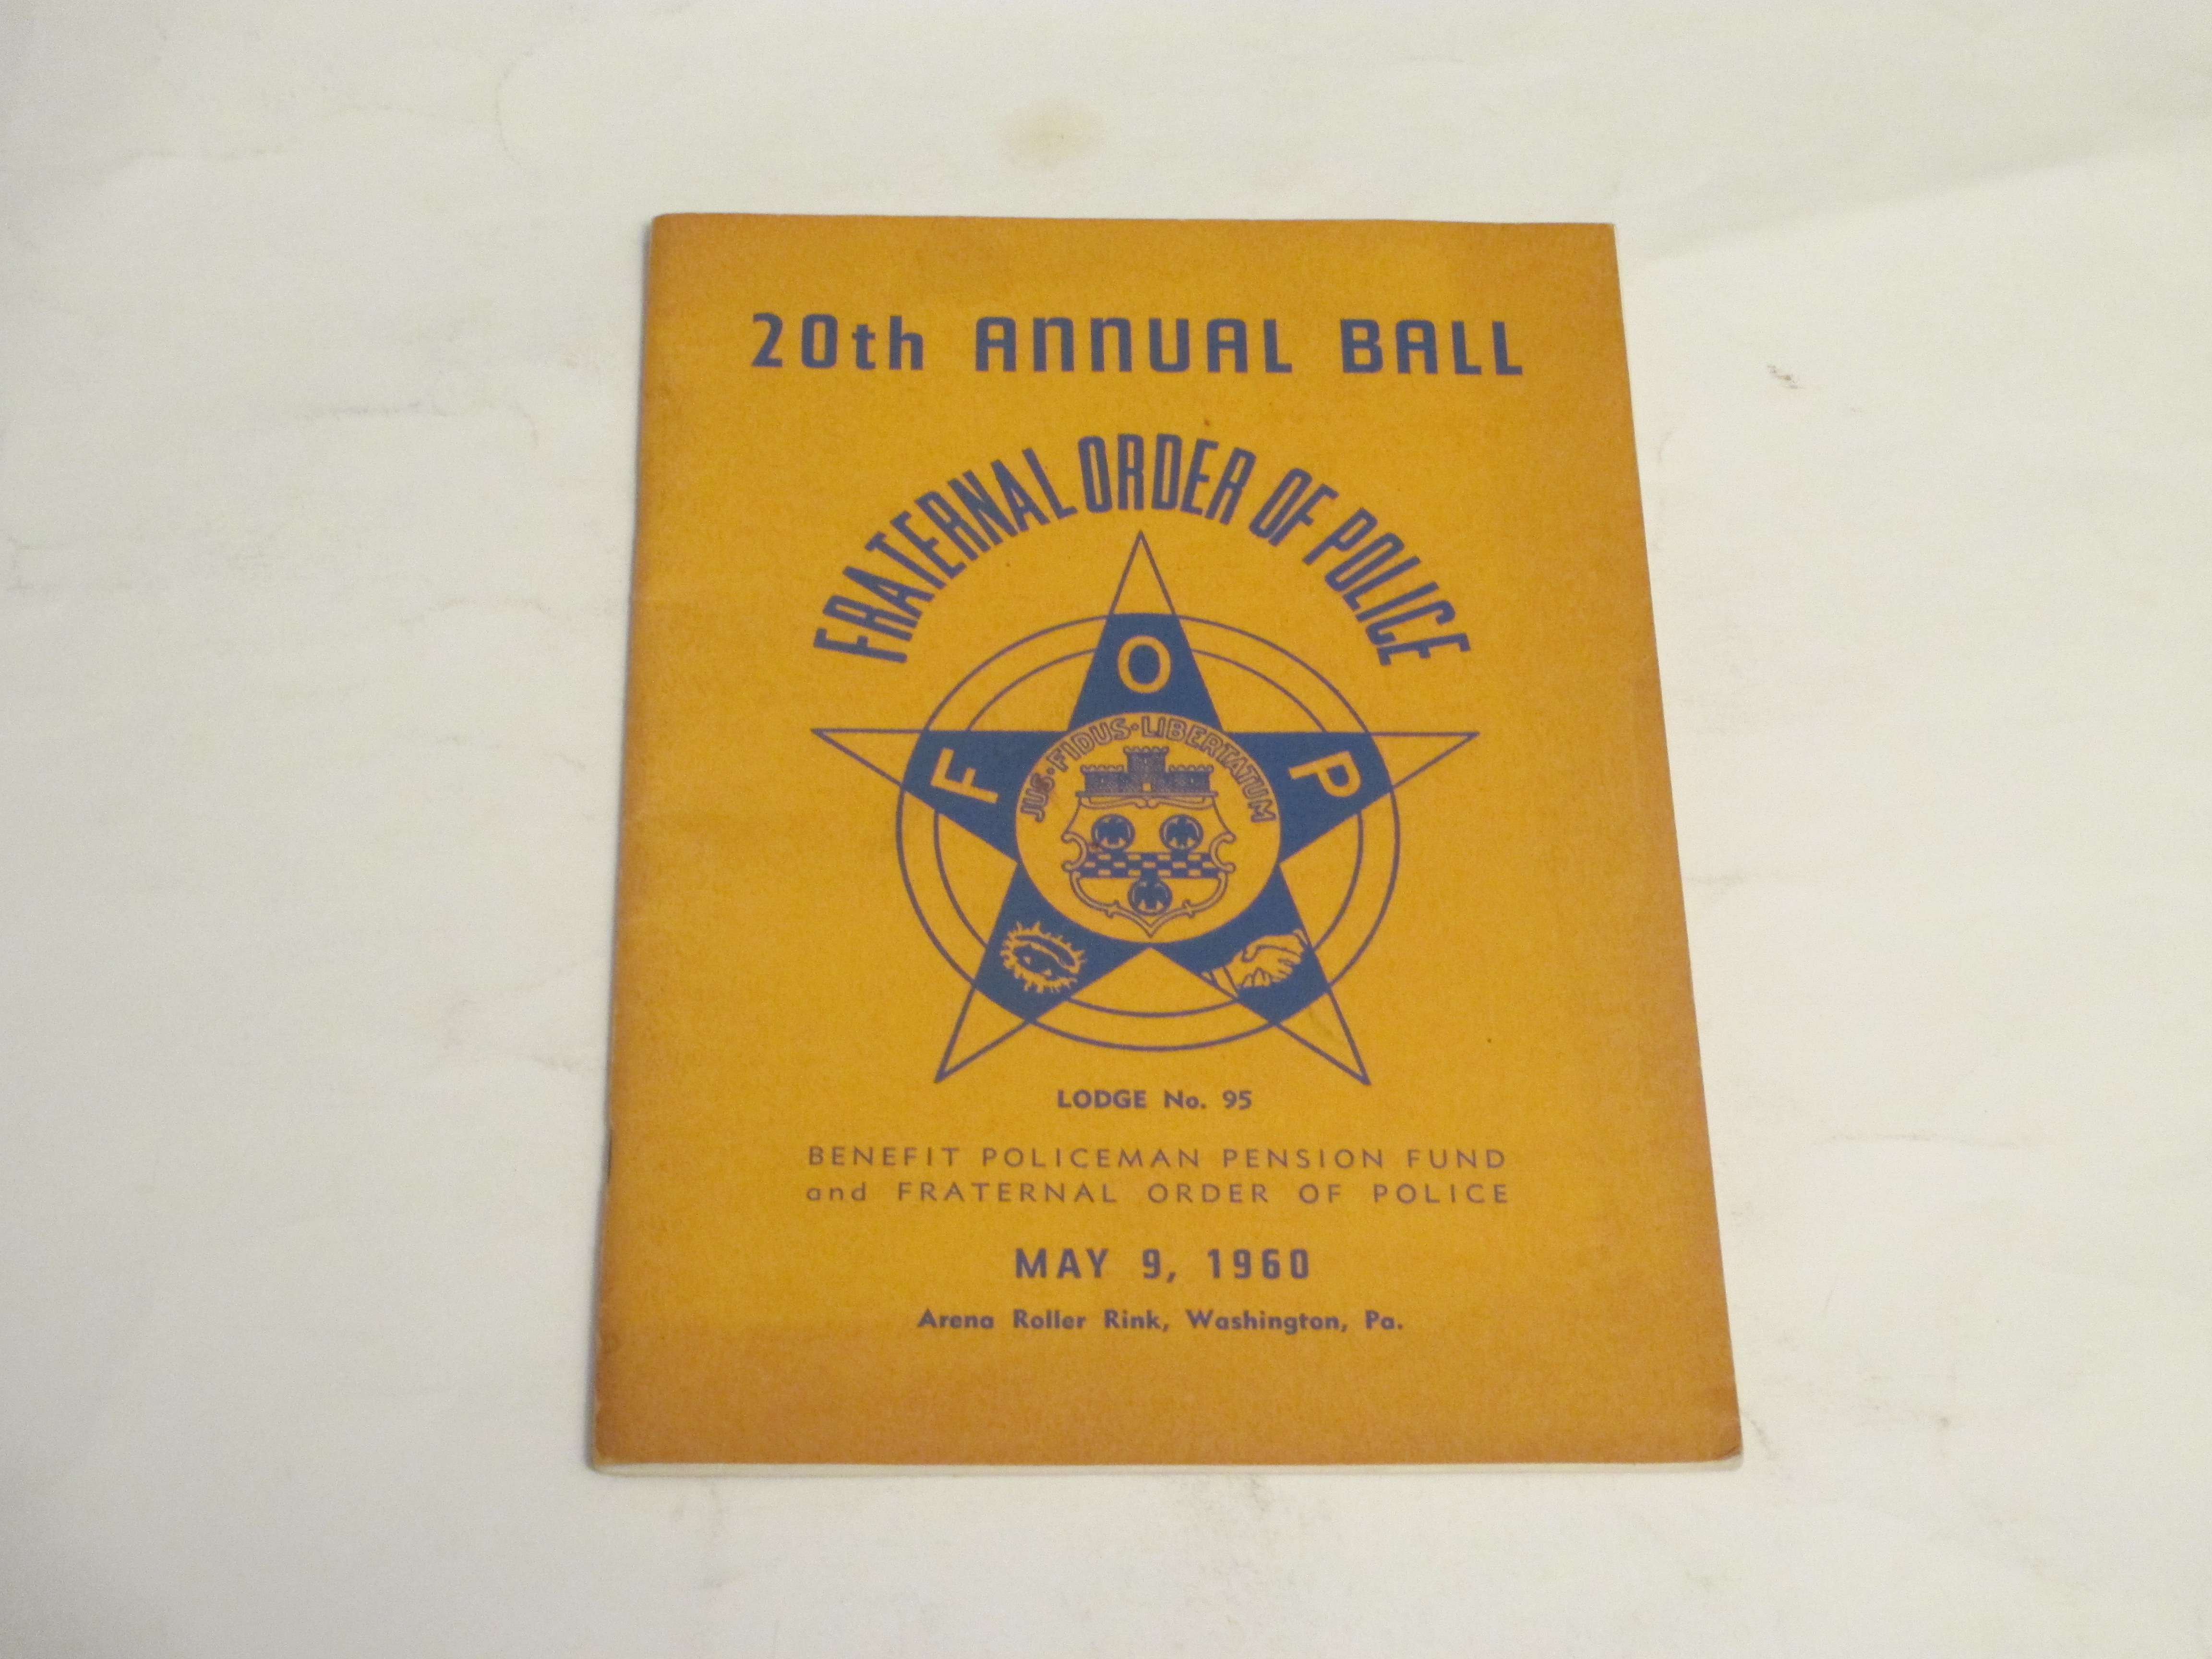 20th ANNUAL BALL
FRATERNAL ORDER OF POLICE
O
F
P
JUS·FIDUS·LIBERTATUM
LODGE No. 95
BENEFIT POLICEMAN PENSION FUND
and FRATERNAL ORDER OF POLICE
MAY 9, 1960
Arena Roller Rink, Washington, Pa.